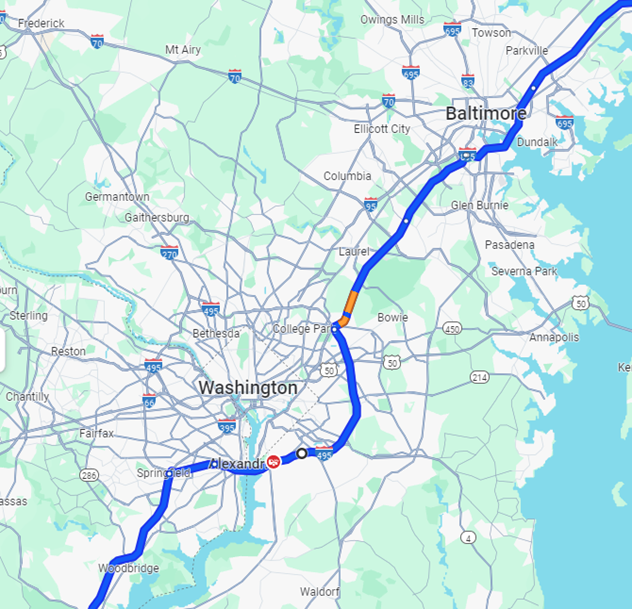 Frederick
Owings Mills
695
Towson
70
Mt Airy
Parkville
695
70
83
70
Baltimore
695
Ellicott City
Dundalk
Columbia
Germantown
95
Glen Burnie
Gaithersburg
270
Laurel
Pasadena
Severna Park
495
50
Sterling
College Park
Bowie
450
Bethesda
Annapolis
Reston
495
50
50
214
Washington
Chantilly
66
395
Fairfax
495
286
Springfield
Alexandr
4
Woodbridge
Waldorf